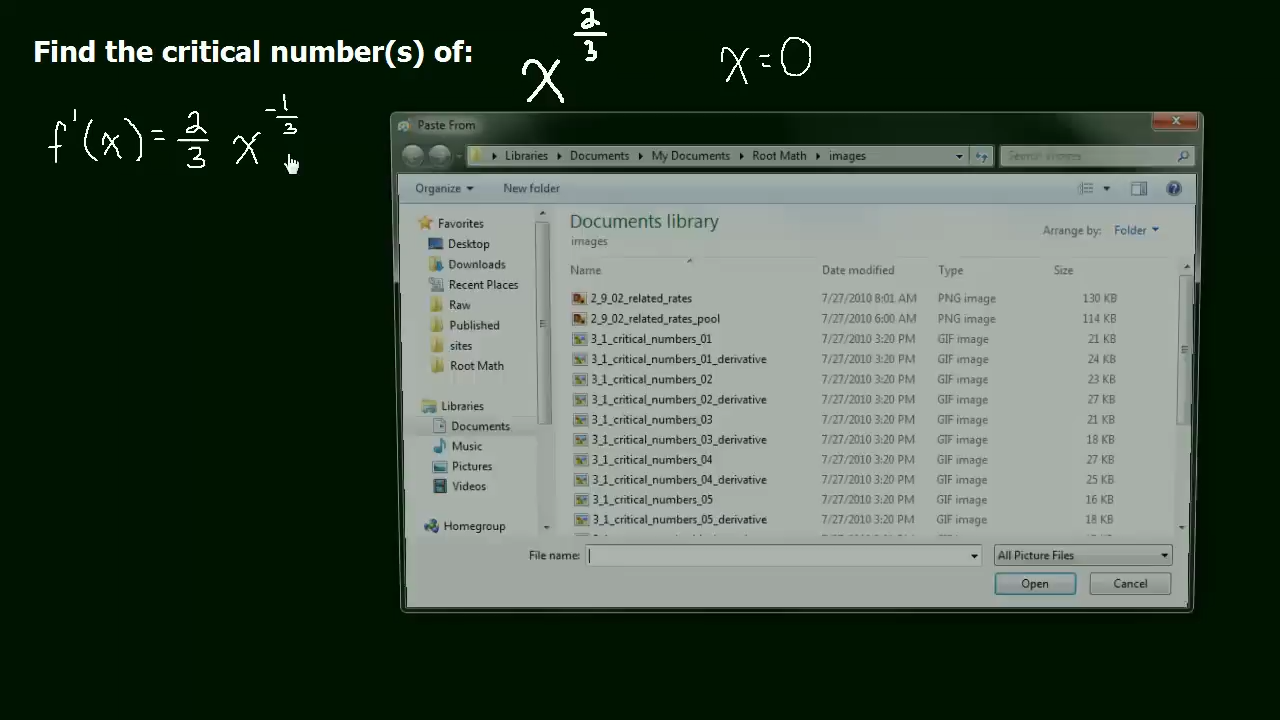 Find the critical number(s) of: x^{2/3} x=0
f'(x) = 2/3 x^{-1/3}
Paste From
Libraries Documents My Documents Root Math images
Organize New folder
Favorites
Desktop
Downloads
Recent Places
Raw
Published
sites
Root Math
Libraries
Documents
Music
Pictures
Videos
Homegroup
Documents library
images
Arrange by: Folder
Name Date modified Type Size
2_9_02_related_rates 7/27/2010 8:01 AM PNG image 130 KB
2_9_02_related_rates_pool 7/27/2010 6:00 AM PNG image 114 KB
3_1_critical_numbers_01 7/27/2010 3:20 PM GIF image 21 KB
3_1_critical_numbers_01_derivative 7/27/2010 3:20 PM GIF image 24 KB
3_1_critical_numbers_02 7/27/2010 3:20 PM GIF image 23 KB
3_1_critical_numbers_02_derivative 7/27/2010 3:20 PM GIF image 27 KB
3_1_critical_numbers_03 7/27/2010 3:20 PM GIF image 21 KB
3_1_critical_numbers_03_derivative 7/27/2010 3:20 PM GIF image 18 KB
3_1_critical_numbers_04 7/27/2010 3:20 PM GIF image 27 KB
3_1_critical_numbers_04_derivative 7/27/2010 3:20 PM GIF image 25 KB
3_1_critical_numbers_05 7/27/2010 3:20 PM GIF image 16 KB
3_1_critical_numbers_05_derivative 7/27/2010 3:20 PM GIF image 18 KB
File name: All Picture Files
Open Cancel